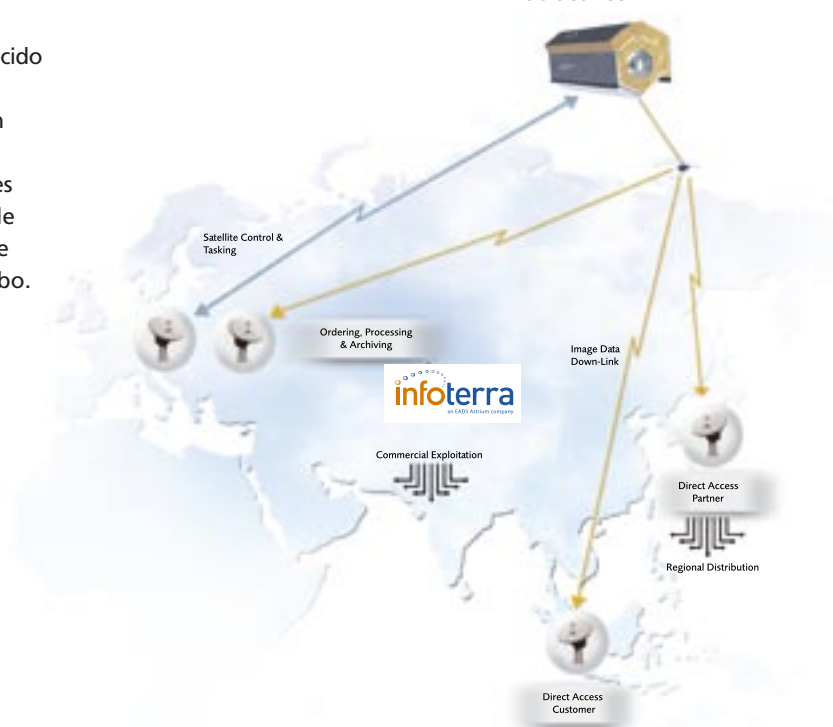 cido
es
bo.
Satellite Control &
Tasking
Ordering, Processing
& Archiving
infoterra
an EADS Astrium company
Image Data
Down-Link
Commercial Exploitation
Direct Access
Partner
Regional Distribution
Direct Access
Customer